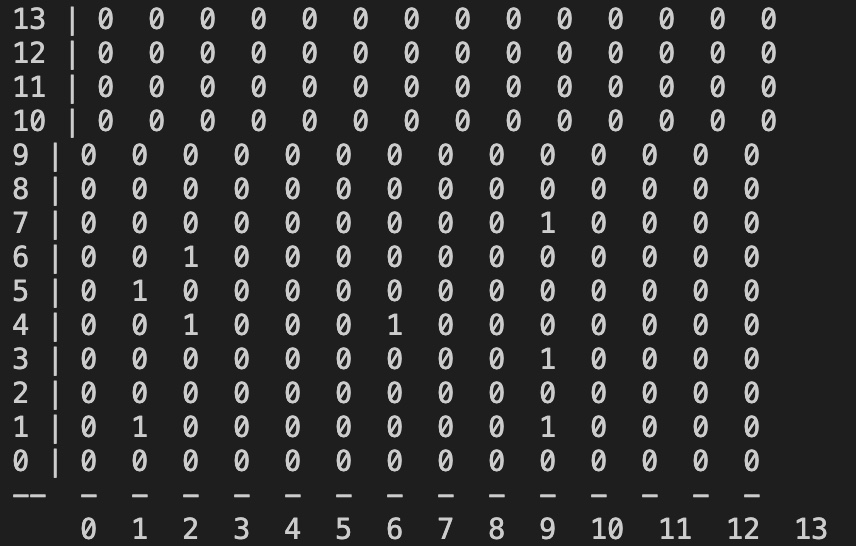 13 | 0  0  0  0  0  0  0  0  0  0  0  0  0  0
12 | 0  0  0  0  0  0  0  0  0  0  0  0  0  0
11 | 0  0  0  0  0  0  0  0  0  0  0  0  0  0
10 | 0  0  0  0  0  0  0  0  0  0  0  0  0  0
9 | 0  0  0  0  0  0  0  0  0  0  0  0  0  0
8 | 0  0  0  0  0  0  0  0  0  0  0  0  0  0
7 | 0  0  0  0  0  0  0  0  0  1  0  0  0  0
6 | 0  0  1  0  0  0  0  0  0  0  0  0  0  0
5 | 0  1  0  0  0  0  0  0  0  0  0  0  0  0
4 | 0  0  1  0  0  0  1  0  0  0  0  0  0  0
3 | 0  0  0  0  0  0  0  0  0  1  0  0  0  0
2 | 0  0  0  0  0  0  0  0  0  0  0  0  0  0
1 | 0  1  0  0  0  0  0  0  0  1  0  0  0  0
0 | 0  0  0  0  0  0  0  0  0  0  0  0  0  0
--  -  -  -  -  -  -  -  -  -  -  -  -  -  -
    0  1  2  3  4  5  6  7  8  9  10  11  12  13